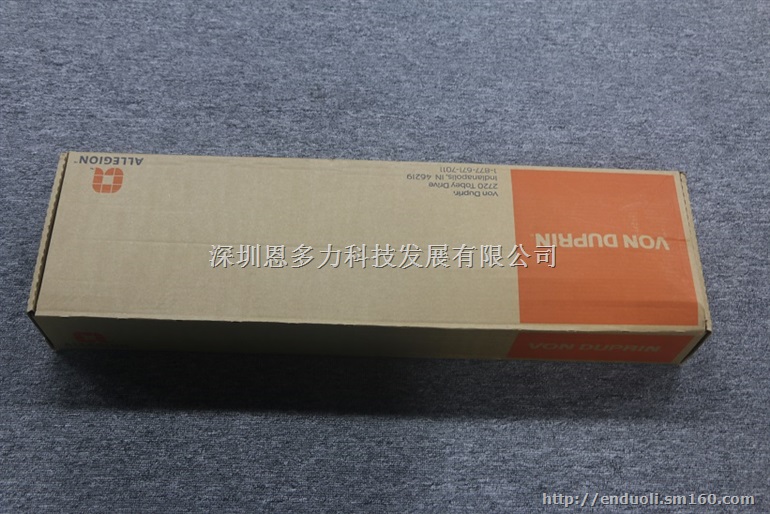 ALLEGION™
Von Duprin
2720 Tobey Drive
Indianapolis, IN 46219
1-877-671-7011
VON DUPRIN
深圳恩多力科技发展有限公司
VON DUPRIN
http://enduoli.sm160.com/